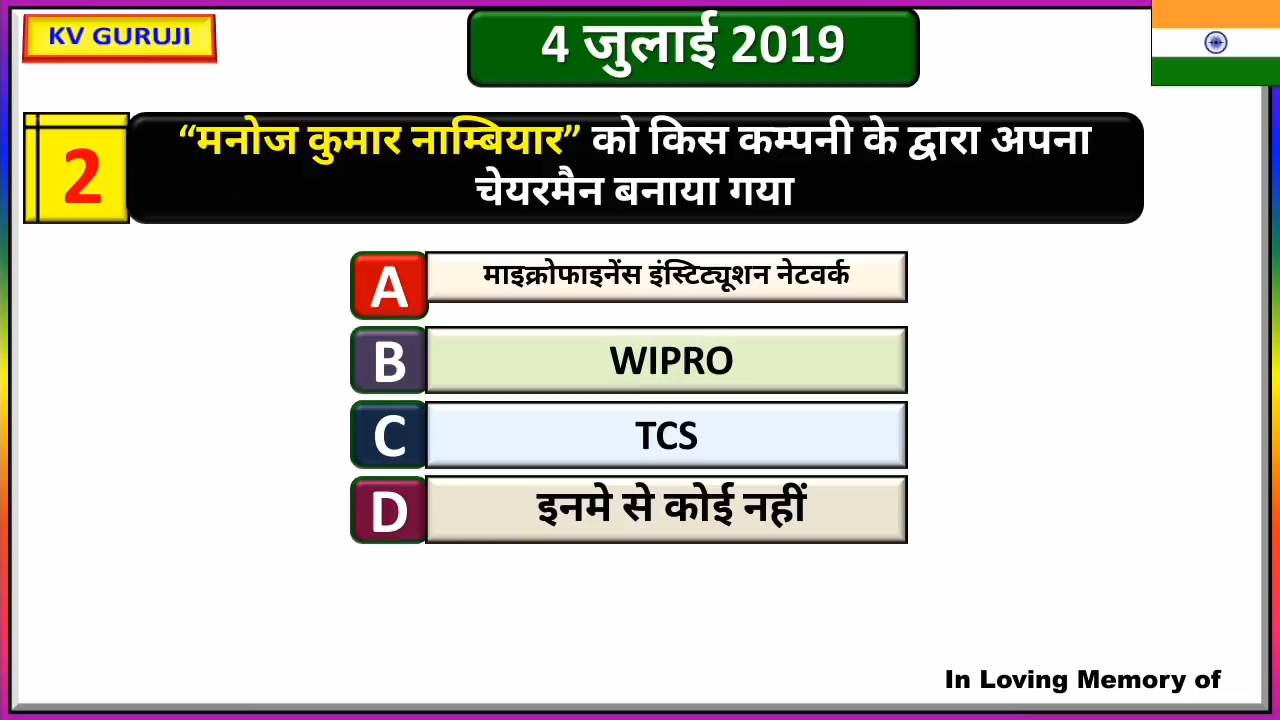 KV GURUJI
4 जुलाई 2019
2
“मनोज कुमार नाम्बियार” को किस कम्पनी के द्वारा अपना
चेयरमैन बनाया गया
A
माइक्रोफाइनेंस इंस्टिट्यूशन नेटवर्क
B
WIPRO
C
TCS
D
इनमे से कोई नहीं
In Loving Memory of